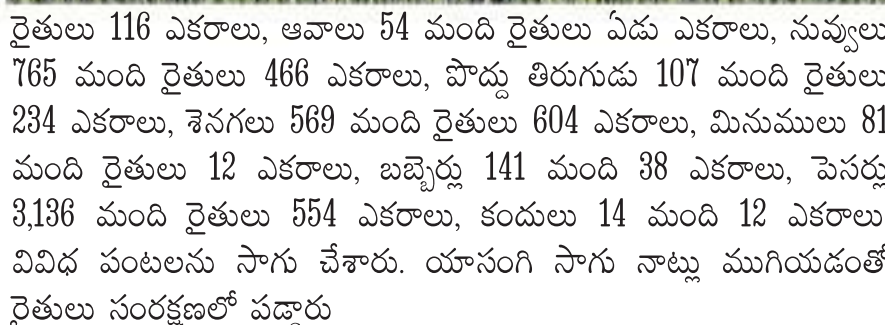 రైతులు 116 ఎకరాలు, ఆవాలు 54 మంది రైతులు ఏడు ఎకరాలు, నువ్వులు
765 మంది రైతులు 466 ఎకరాలు, పొద్దు తిరుగుడు 107 మంది రైతులు
234 ఎకరాలు, శెనగలు 569 మంది రైతులు 604 ఎకరాలు, మినుములు 81
మంది రైతులు 12 ఎకరాలు, బబ్బెర్లు 141 మంది 38 ఎకరాలు, పెసర్లు
3,136 మంది రైతులు 554 ఎకరాలు, కందులు 14 మంది 12 ఎకరాలు
వివిధ పంటలను సాగు చేశారు. యాసంగి సాగు నాట్లు ముగియడంతో
రైతులు సంరక్షణలో పడ్డారు